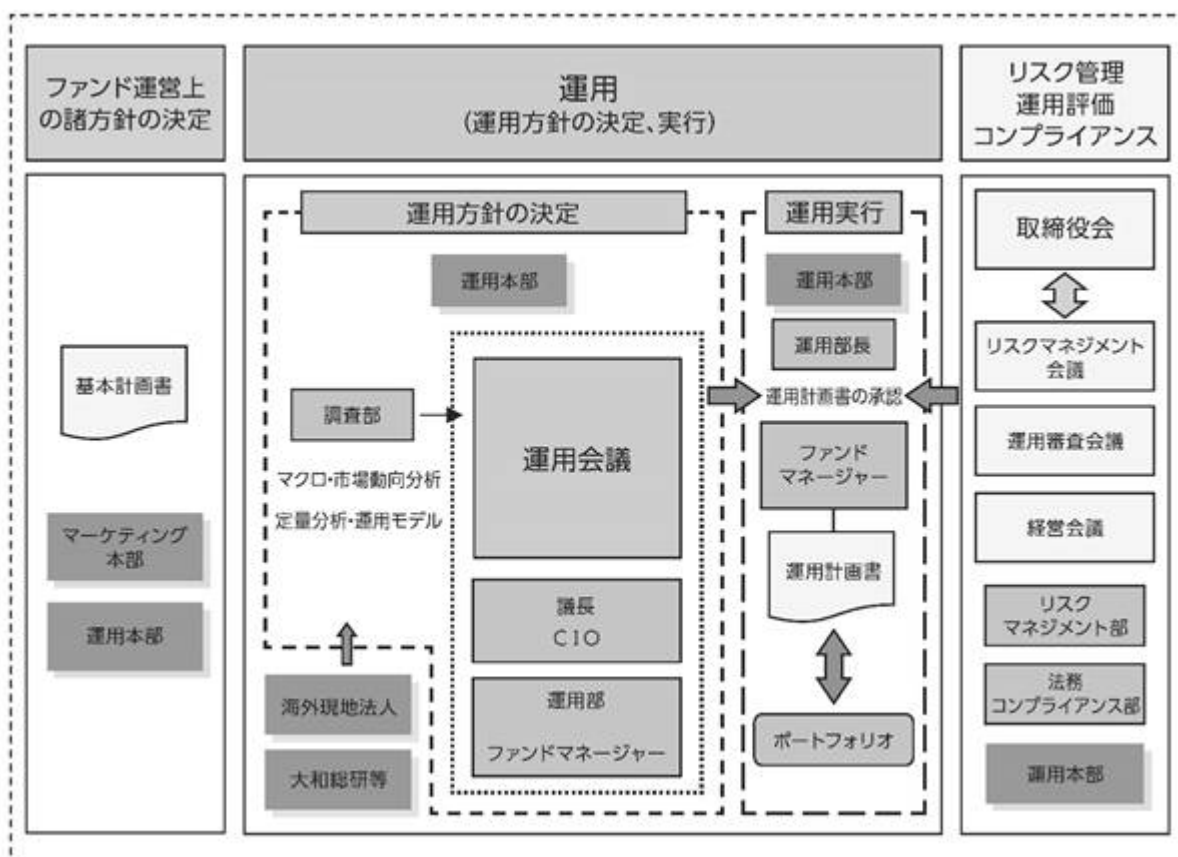 ファンド運営上
の諸方針の決定
運用
(運用方針の決定、実行)
リスク管理
運用評価
コンプライアンス
基本計画書
マーケティング
本部
運用本部
運用方針の決定
運用本部
調査部
マクロ・市場動向分析
定量分析・運用モデル
海外現地法人
大和総研等
運用会議
議長
CIO
運用部
ファンドマネージャー
運用実行
運用本部
運用部長
運用計画書の承認
ファンド
マネージャー
運用計画書
ポートフォリオ
取締役会
リスクマネジメント
会議
運用審査会議
経営会議
リスク
マネジメント部
法務
コンプライアンス部
運用本部